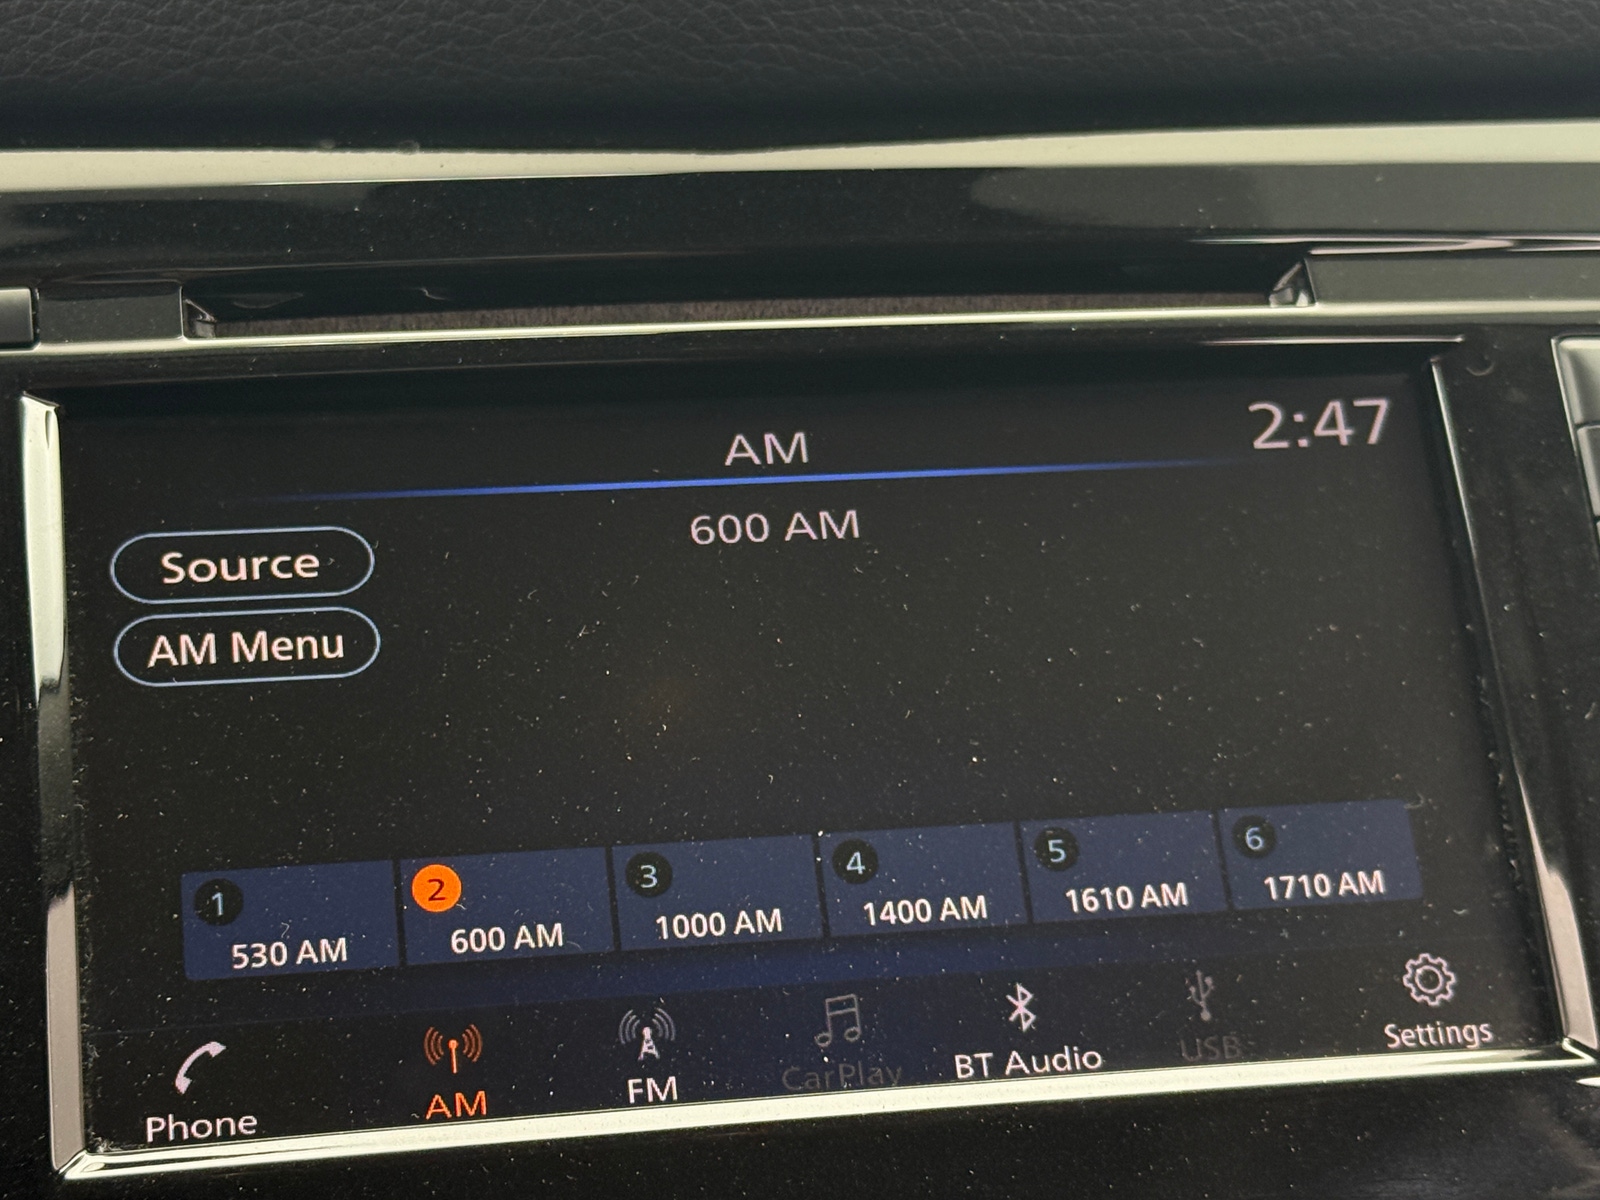 AM
2:47
600 AM
Source
AM Menu
1
530 AM
2
600 AM
3
1000 AM
4
1400 AM
5
1610 AM
6
1710 AM
Phone
AM
FM
CarPlay
BT Audio
USB
Settings